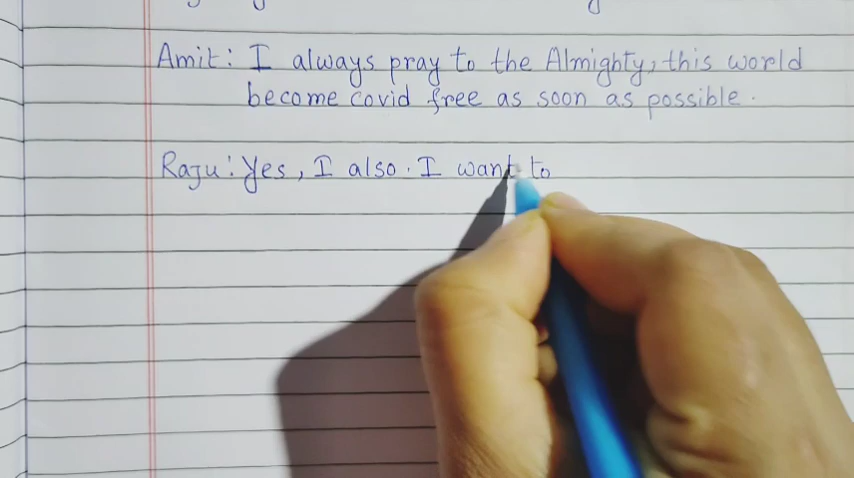 Amit: I always pray to the Almighty, this world
become covid free as soon as possible.
Raju: Yes, I also. I want to